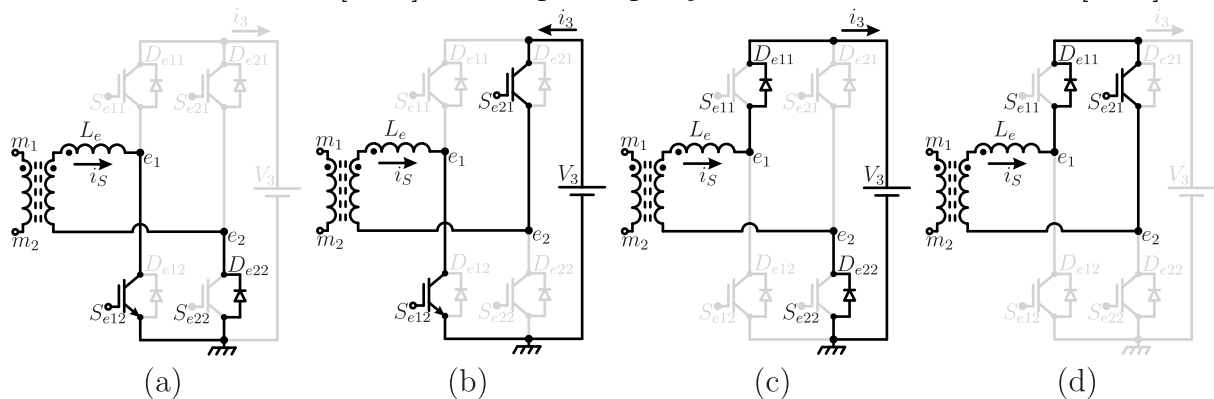 i3 i3 i3 i3
De11 De21 De11 De21 De11 De21 De11 De21
Se11 Se21 Se11 Se21 Se11 Se21 Se11 Se21
m1 Le m1 Le m1 Le m1 Le
e1 e1 e1 e1
iS iS iS iS
V3 V3 V3 V3
m2 e2 m2 e2 m2 e2 m2 e2
De12 De22 De12 De22 De12 De22 De12 De22
Se12 Se22 Se12 Se22 Se12 Se22 Se12 Se22
(a) (b) (c) (d)